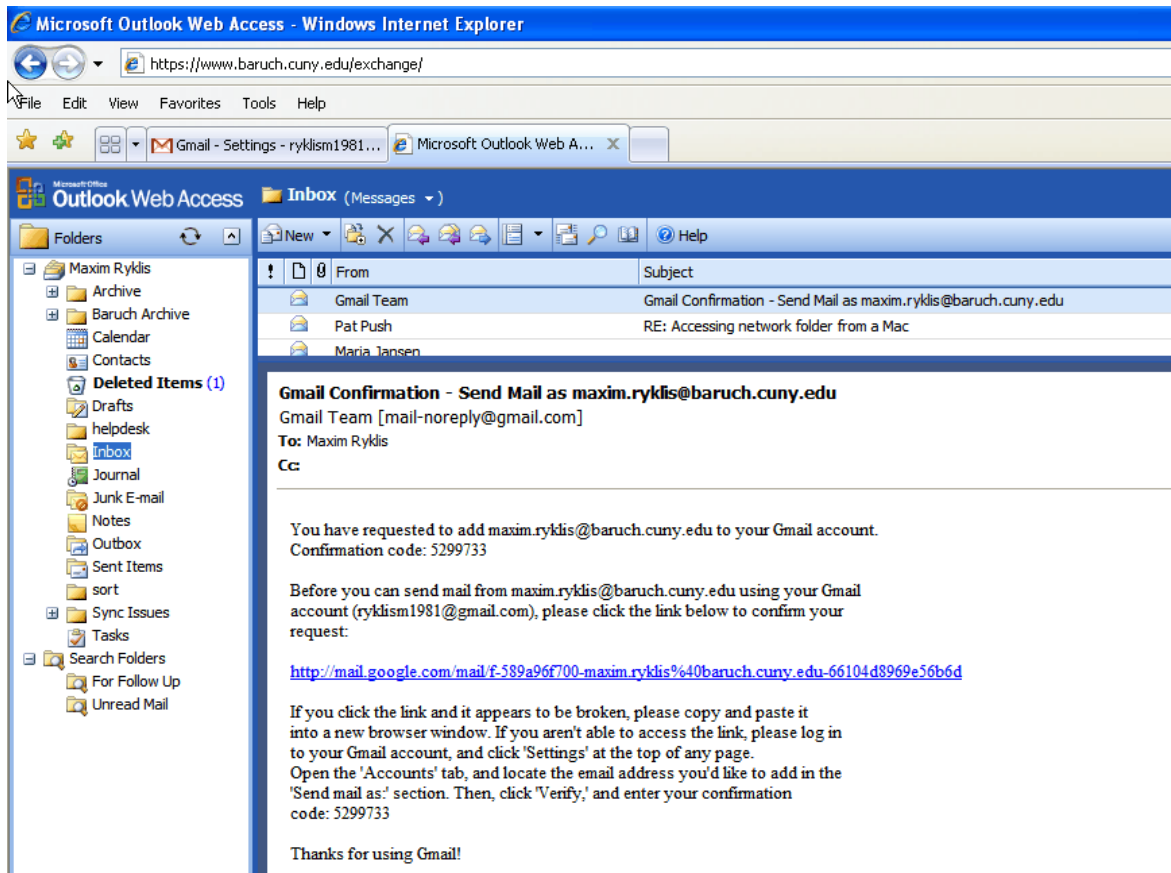 Microsoft Outlook Web Access - Windows Internet Explorer
https://www.baruch.cuny.edu/exchange/
File Edit View Favorites Tools Help
Gmail - Settings - ryklism1981... Microsoft Outlook Web A... X
Microsoft Office
Outlook Web Access
Inbox (Messages )
Folders
New Help
! From Subject
Maxim Ryklis
Archive
Baruch Archive
Calendar
Contacts
Deleted Items (1)
Drafts
helpdesk
Inbox
Journal
Junk E-mail
Notes
Outbox
Sent Items
sort
Sync Issues
Tasks
Search Folders
For Follow Up
Unread Mail
Gmail Team Gmail Confirmation - Send Mail as maxim.ryklis@baruch.cuny.edu
Pat Push RE: Accessing network folder from a Mac
Maria Jansen
Gmail Confirmation - Send Mail as maxim.ryklis@baruch.cuny.edu
Gmail Team [mail-noreply@gmail.com]
To: Maxim Ryklis
Cc:
You have requested to add maxim.ryklis@baruch.cuny.edu to your Gmail account.
Confirmation code: 5299733
Before you can send mail from maxim.ryklis@baruch.cuny.edu using your Gmail
account (ryklism1981@gmail.com), please click the link below to confirm your
request:
http://mail.google.com/mail/f-589a96f700-maxim.ryklis%40baruch.cuny.edu-66104d8969e56b6d
If you click the link and it appears to be broken, please copy and paste it
into a new browser window. If you aren't able to access the link, please log in
to your Gmail account, and click 'Settings' at the top of any page.
Open the 'Accounts' tab, and locate the email address you'd like to add in the
'Send mail as:' section. Then, click 'Verify,' and enter your confirmation
code: 5299733
Thanks for using Gmail!